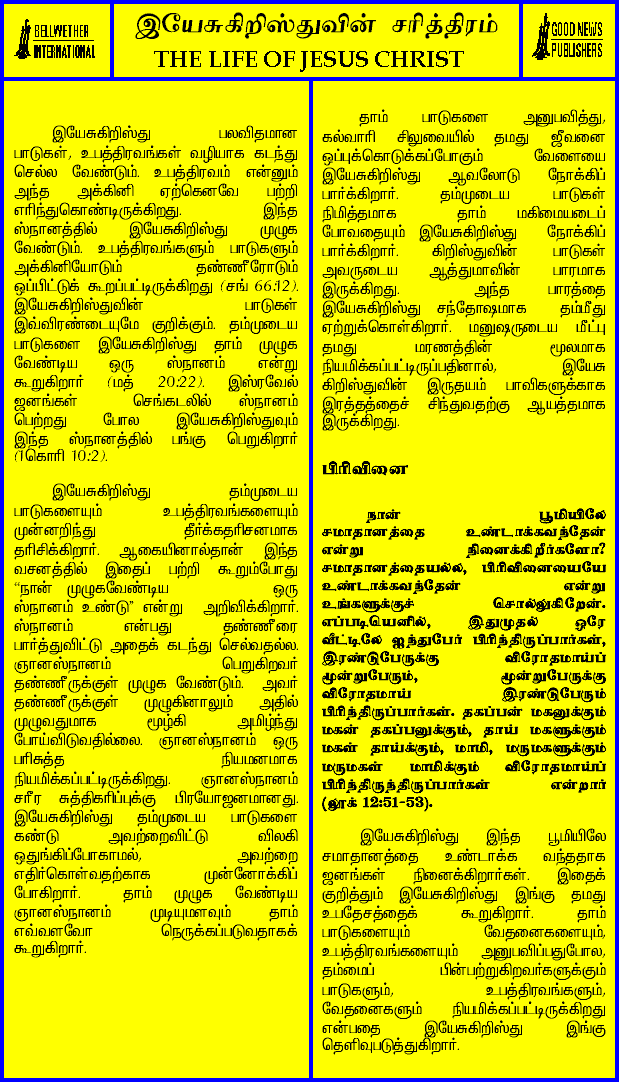 BELLWETHER
INTERNATIONAL
இயேசுகிறிஸ்துவின் சரித்திரம்
THE LIFE OF JESUS CHRIST
GOOD NEWS
PUBLISHERS
இயேசுகிறிஸ்து பலவிதமான
பாடுகள், உபத்திரவங்கள் வழியாக கடந்து
செல்ல வேண்டும். உபத்திரவம் என்னும்
அந்த அக்கினி ஏற்கெனவே பற்றி
எரிந்துகொண்டிருக்கிறது. இந்த
ஸ்நானத்தில் இயேசுகிறிஸ்து முழுக
வேண்டும். உபத்திரவங்களும் பாடுகளும்
அக்கினியோடும் தண்ணீரோடும்
ஒப்பிட்டுக் கூறப்பட்டிருக்கிறது (சங் 66:12).
இயேசுகிறிஸ்துவின் பாடுகள்
இவ்விரண்டையுமே குறிக்கும். தம்முடைய
பாடுகளை இயேசுகிறிஸ்து தாம் முழுக
வேண்டிய ஒரு ஸ்நானம் என்று
கூறுகிறார் (மத் 20:22). இஸ்ரவேல்
ஜனங்கள் செங்கடலில் ஸ்நானம்
பெற்றது போல இயேசுகிறிஸ்துவும்
இந்த ஸ்நானத்தில் பங்கு பெறுகிறார்
(1கொரி 10:2).
இயேசுகிறிஸ்து தம்முடைய
பாடுகளையும் உபத்திரவங்களையும்
முன்னறிந்து தீர்க்கதரிசனமாக
தரிசிக்கிறார். ஆகையினால்தான் இந்த
வசனத்தில் இதைப் பற்றி கூறும்போது
“நான் முழுகவேண்டிய ஒரு
ஸ்நானம் உண்டு” என்று அறிவிக்கிறார்.
ஸ்நானம் என்பது தண்ணீரை
பார்த்துவிட்டு அதைக் கடந்து செல்வதல்ல.
ஞானஸ்நானம் பெறுகிறவர்
தண்ணீருக்குள் முழுக வேண்டும். அவர்
தண்ணீருக்குள் முழுகினாலும் அதில்
முழுவதுமாக மூழ்கி அமிழ்ந்து
போய்விடுவதில்லை. ஞானஸ்நானம் ஒரு
பரிசுத்த நியமனமாக
நியமிக்கப்பட்டிருக்கிறது. ஞானஸ்நானம்
சரீர சுத்திகரிப்புக்கு பிரயோஜனமானது.
இயேசுகிறிஸ்து தம்முடைய பாடுகளை
கண்டு அவற்றைவிட்டு விலகி
ஒதுங்கிப்போகாமல், அவற்றை
எதிர்கொள்வதற்காக முன்னோக்கிப்
போகிறார். தாம் முழுக வேண்டிய
ஞானஸ்நானம் முடியுமளவும் தாம்
எவ்வளவோ நெருக்கப்படுவதாகக்
கூறுகிறார்.
தாம் பாடுகளை அனுபவித்து,
கல்வாரி சிலுவையில் தமது ஜீவனை
ஒப்புக்கொடுக்கப்போகும் வேளையை
இயேசுகிறிஸ்து ஆவலோடு நோக்கிப்
பார்க்கிறார். தம்முடைய பாடுகள்
நிமித்தமாக தாம் மகிமையடைப்
போவதையும் இயேசுகிறிஸ்து நோக்கிப்
பார்க்கிறார். கிறிஸ்துவின் பாடுகள்
அவருடைய ஆத்துமாவின் பாரமாக
இருக்கிறது. அந்த பாரத்தை
இயேசுகிறிஸ்து சந்தோஷமாக தம்மீது
ஏற்றுக்கொள்கிறார். மனுஷருடைய மீட்பு
தமது மரணத்தின் மூலமாக
நியமிக்கப்பட்டிருப்பதினால், இயேசு
கிறிஸ்துவின் இருதயம் பாவிகளுக்காக
இரத்தத்தைச் சிந்துவதற்கு ஆயத்தமாக
இருக்கிறது.
பிரிவினை
நான் பூமியிலே
சமாதானத்தை உண்டாக்கவந்தேன்
என்று நினைக்கிறீர்களோ?
சமாதானத்தையல்ல, பிரிவினையையே
உண்டாக்கவந்தேன் என்று
உங்களுக்குச் சொல்லுகிறேன்.
எப்படியெனில், இதுமுதல் ஒரே
வீட்டிலே ஐந்துபேர் பிரிந்திருப்பார்கள்,
இரண்டுபேருக்கு விரோதமாய்ப்
மூன்றுபேரும், மூன்றுபேருக்கு
விரோதமாய் இரண்டுபேரும்
பிரிந்திருப்பார்கள். தகப்பன் மகனுக்கும்
மகன் தகப்பனுக்கும், தாய் மகளுக்கும்
மகள் தாய்க்கும், மாமி, மருமகளுக்கும்
மருமகள் மாமிக்கும் விரோதமாய்ப்
பிரிந்திருந்திருப்பார்கள் என்றார்
(லூக் 12:51-53).
இயேசுகிறிஸ்து இந்த பூமியிலே
சமாதானத்தை உண்டாக்க வந்ததாக
ஜனங்கள் நினைக்கிறார்கள். இதைக்
குறித்தும் இயேசுகிறிஸ்து இங்கு தமது
உபதேசத்தைக் கூறுகிறார். தாம்
பாடுகளையும் வேதனைகளையும்,
உபத்திரவங்களையும் அனுபவிப்பதுபோல,
தம்மைப் பின்பற்றுகிறவர்களுக்கும்
பாடுகளும், உபத்திரவங்களும்,
வேதனைகளும் நியமிக்கப்பட்டிருக்கிறது
என்பதை இயேசுகிறிஸ்து இங்கு
தெளிவுபடுத்துகிறார்.